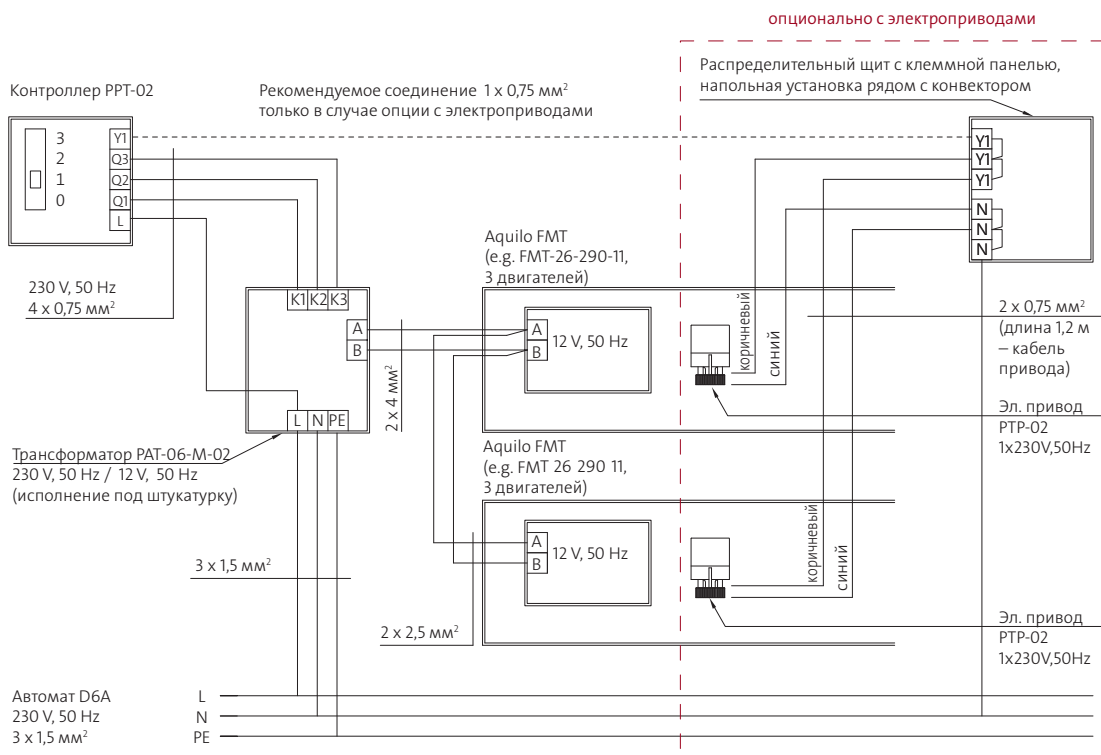 опционально с электроприводами
Распределительный щит с клеммной панелью,
напольная установка рядом с конвектором
Контроллер PPT-02
Рекомендуемое соединение 1 x 0,75 мм²
только в случае опции с электроприводами
3
2
1
0
Y1
Q3
Q2
Q1
L
Y1
Y1
Y1
N
N
N
230 V, 50 Hz
4 x 0,75 мм²
K1 K2 K3
A
B
L N PE
2 x 4 мм²
Трансформатор PAT-06-M-02
230 V, 50 Hz / 12 V, 50 Hz
(исполнение под штукатурку)
Aquilo FMT
(e.g. FMT-26-290-11,
3 двигателей)
A
B
12 V, 50 Hz
коричневый
синий
2 x 0,75 мм²
(длина 1,2 м
– кабель
привода)
Эл. привод
PTP-02
1x230V,50Hz
Aquilo FMT
(e.g. FMT 26 290 11,
3 двигателей)
A
B
12 V, 50 Hz
коричневый
синий
Эл. привод
PTP-02
1x230V,50Hz
3 x 1,5 мм²
2 x 2,5 мм²
Автомат D6A
230 V, 50 Hz
3 x 1,5 мм²
L
N
PE